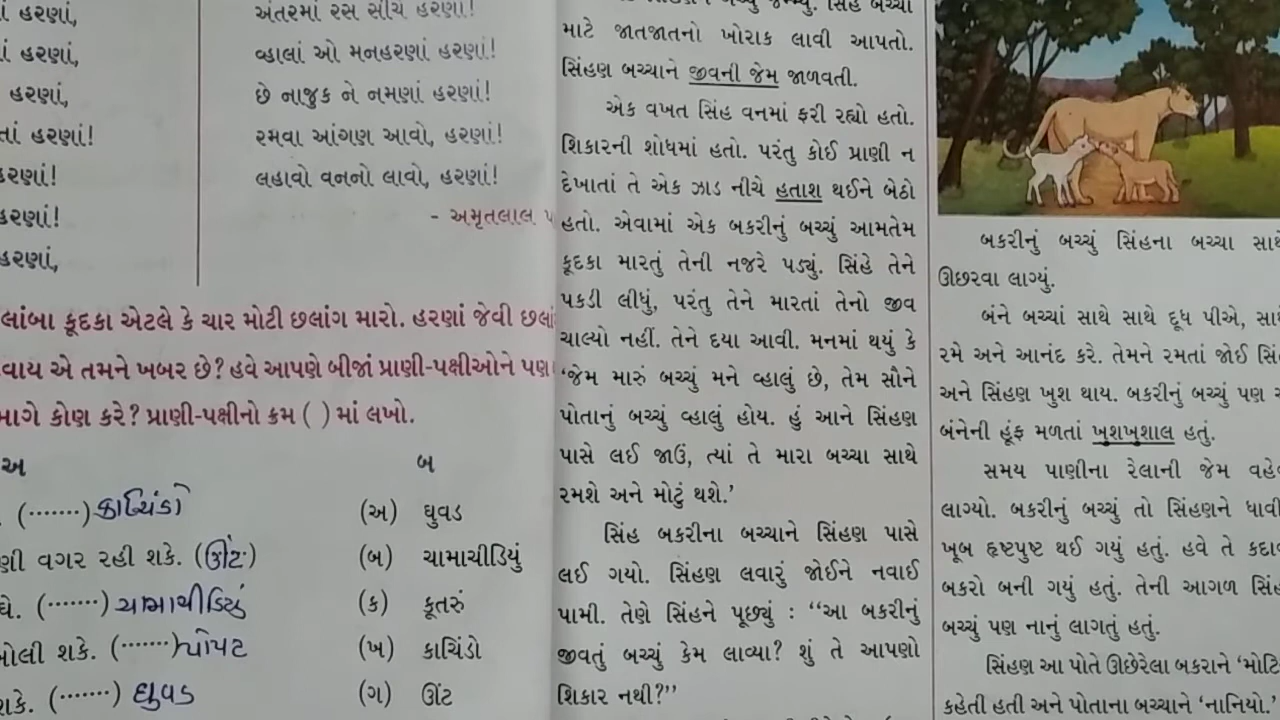 હરણાં,
હરણાં,
હરણાં,
હરણાં!
હરણાં!
હરણાં!
હરણાં,
અંતરમાં રસ સીંચે હરણાં!
વ્હાલાં ઓ મનહરણાં હરણાં!
છે નાજુક ને નમણાં હરણાં!
રમવા આંગણ આવો, હરણાં!
લહાવો વનનો લાવો, હરણાં!
- અમૃતલાલ
લાંબા કૂદકા એટલે કે ચાર મોટી છલાંગ મારો. હરણાં જેવી
એ તમને ખબર છે? હવે આપણે બીજાં પ્રાણી-પક્ષીઓને પણ
કોણ કરે? પ્રાણી-પક્ષીનો ક્રમ ( ) માં લખો.
અ
બ
(.......) કાચિંડો
(અ) ઘુવડ
વગર રહી શકે. (ઊંટ)
(બ) ચામાચીડિયું
(.......) ચામાચીડિયું
(ક) કૂતરું
શકે. (.......) પોપટ
(ખ) કાચિંડો
(.......) ઘુવડ
(ગ) ઊંટ
સિંહ બચ્ચા
માટે જાતજાતનો ખોરાક લાવી આપતો.
સિંહણ બચ્ચાને જીવની જેમ જાળવતી.
એક વખત સિંહ વનમાં ફરી રહ્યો હતો.
શિકારની શોધમાં હતો. પરંતુ કોઈ પ્રાણી ન
દેખાતાં તે એક ઝાડ નીચે હતાશ થઈને બેઠો
હતો. એવામાં એક બકરીનું બચ્ચું આમતેમ
કૂદકા મારતું તેની નજરે પડ્યું. સિંહે તેને
પકડી લીધું, પરંતુ તેને મારતાં તેનો જીવ
ચાલ્યો નહીં. તેને દયા આવી. મનમાં થયું કે
‘જેમ મારું બચ્ચું મને વ્હાલું છે, તેમ સૌને
પોતાનું બચ્ચું વ્હાલું હોય. હું આને સિંહણ
પાસે લઈ જાઉં, ત્યાં તે મારા બચ્ચા સાથે
રમશે અને મોટું થશે.’
સિંહ બકરીના બચ્ચાને સિંહણ પાસે
લઈ ગયો. સિંહણ લવારું જોઈને નવાઈ
પામી. તેણે સિંહને પૂછ્યું : “આ બકરીનું
જીવતું બચ્ચું કેમ લાવ્યા? શું તે આપણો
શિકાર નથી?”
બકરીનું બચ્ચું સિંહના બચ્ચા
ઊછરવા લાગ્યું.
બંને બચ્ચાં સાથે સાથે દૂધ પીએ,
રમે અને આનંદ કરે. તેમને રમતાં જોઈ
અને સિંહણ ખુશ થાય. બકરીનું બચ્ચું પણ
બંનેની હૂંફ મળતાં ખુશખુશાલ હતું.
સમય પાણીના રેલાની જેમ
લાગ્યો. બકરીનું બચ્ચું તો સિંહણને ધાવી
ખૂબ હૃષ્ટપુષ્ટ થઈ ગયું હતું. હવે તે
બકરો બની ગયું હતું. તેની આગળ
બચ્ચું પણ નાનું લાગતું હતું.
સિંહણ આ પોતે ઊછેરેલા બકરાને
કહેતી હતી અને પોતાના બચ્ચાને ‘નાનિયો.’